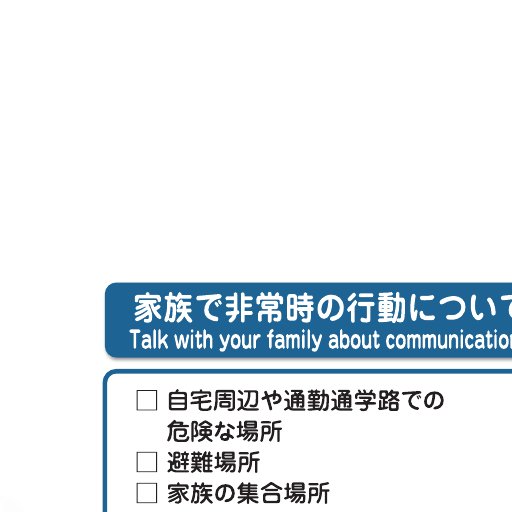 家族で非常時の行動について
Talk with your family about communication
□ 自宅周辺や通勤通学路での
危険な場所
□ 避難場所
□ 家族の集合場所